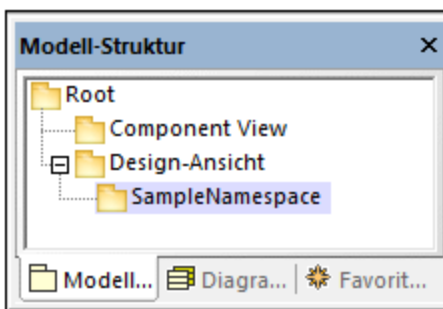 Modell-Struktur
Root
Component View
Design-Ansicht
SampleNamespace
Modell... Diagra... Favorit...